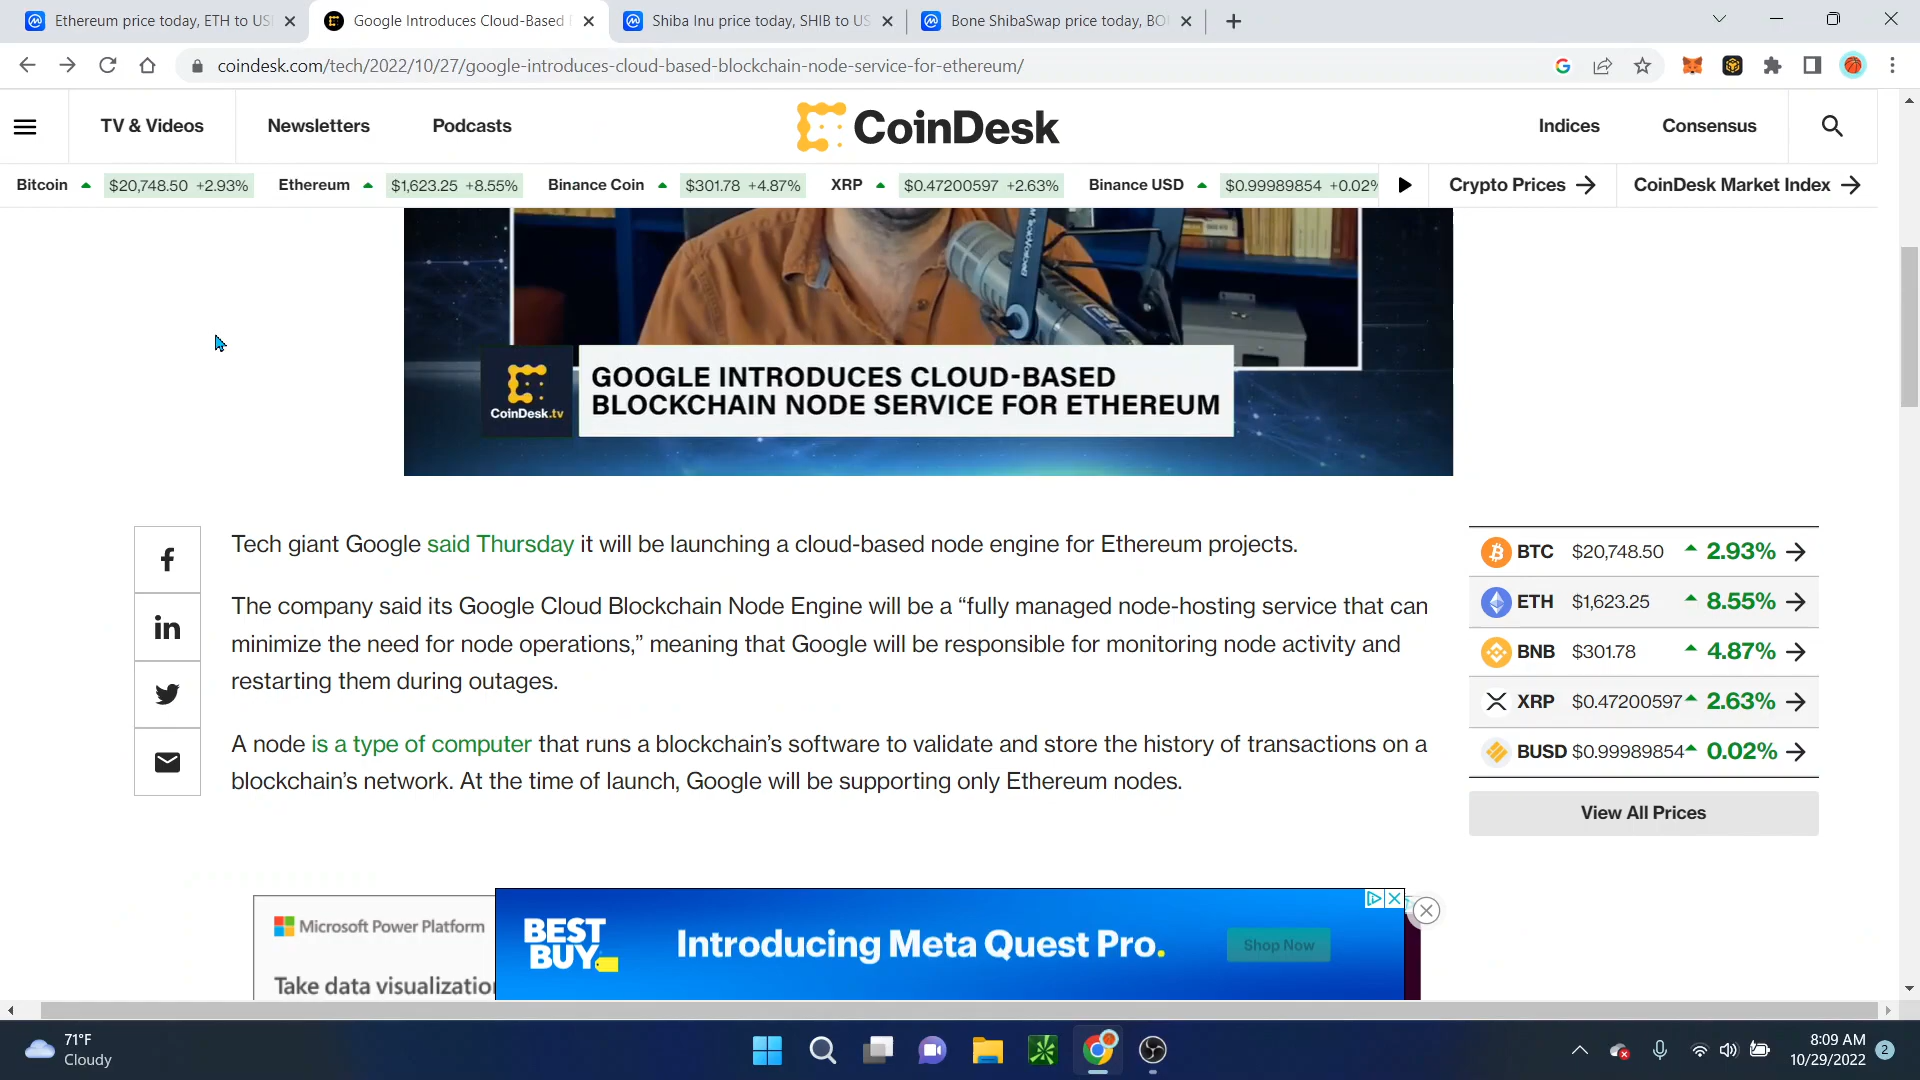 Ethereum price today, ETH to US
Google Introduces Cloud-Based
Shiba Inu price today, SHIB to US
Bone ShibaSwap price today, BO
coindesk.com/tech/2022/10/27/google-introduces-cloud-based-blockchain-node-service-for-ethereum/
TV & Videos
Newsletters
Podcasts
CoinDesk
Indices
Consensus
Bitcoin $20,748.50 +2.93% Ethereum $1,623.25 +8.55% Binance Coin $301.78 +4.87% XRP $0.47200597 +2.63% Binance USD $0.99989854 +0.02%
Crypto Prices
CoinDesk Market Index
GOOGLE INTRODUCES CLOUD-BASED
BLOCKCHAIN NODE SERVICE FOR ETHEREUM
CoinDesk.tv
Tech giant Google said Thursday it will be launching a cloud-based node engine for Ethereum projects.
The company said its Google Cloud Blockchain Node Engine will be a “fully managed node-hosting service that can
minimize the need for node operations,” meaning that Google will be responsible for monitoring node activity and
restarting them during outages.
A node is a type of computer that runs a blockchain’s software to validate and store the history of transactions on a
blockchain’s network. At the time of launch, Google will be supporting only Ethereum nodes.
BTC $20,748.50 2.93%
ETH $1,623.25 8.55%
BNB $301.78 4.87%
XRP $0.47200597 2.63%
BUSD $0.99989854 0.02%
View All Prices
Microsoft Power Platform
Take data visualization
BEST
BUY
Introducing Meta Quest Pro.
Shop Now
71°F
Cloudy
8:09 AM
10/29/2022
2